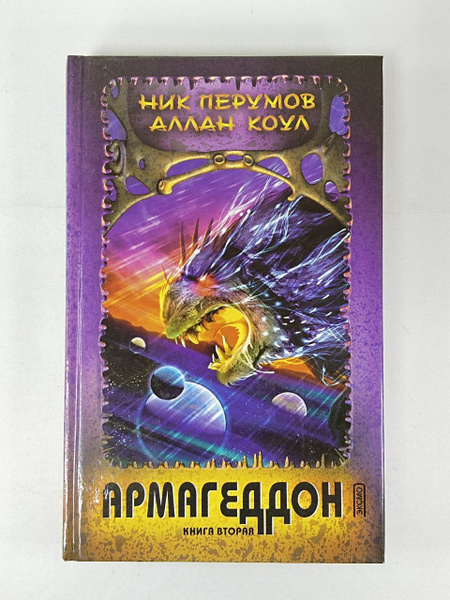 НИК ПЕРУМОВ
АЛЛАН КОУЛ
АРМАГЕДДОН
ЭКСМО
КНИГА ВТОРАЯ